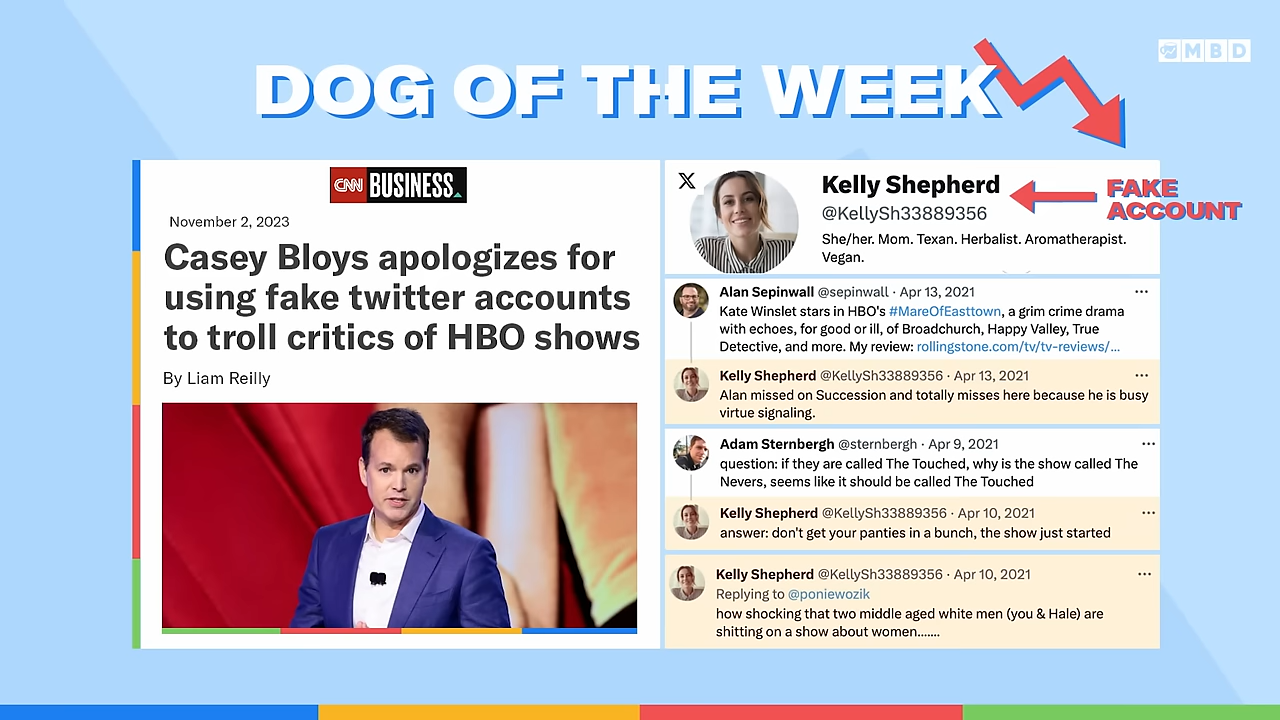 MBD
DOG OF THE WEEK
CNN BUSINESS
November 2, 2023
Casey Bloys apologizes for
using fake twitter accounts
to troll critics of HBO shows
By Liam Reilly
X
Kelly Shepherd
@KellySh33889356
She/her. Mom. Texan. Herbalist. Aromatherapist.
Vegan.
FAKE
ACCOUNT
Alan Sepinwall @sepinwall · Apr 13, 2021
Kate Winslet stars in HBO's #MareOfEasttown, a grim crime drama
with echoes, for good or ill, of Broadchurch, Happy Valley, True
Detective, and more. My review: rollingstone.com/tv/tv-reviews/...
Kelly Shepherd @KellySh33889356 · Apr 13, 2021
Alan missed on Succession and totally misses here because he is busy
virtue signaling.
Adam Sternbergh @sternbergh · Apr 9, 2021
question: if they are called The Touched, why is the show called The
Nevers, seems like it should be called The Touched
Kelly Shepherd @KellySh33889356 · Apr 10, 2021
answer: don't get your panties in a bunch, the show just started
Kelly Shepherd @KellySh33889356 · Apr 10, 2021
Replying to @poniewozik
how shocking that two middle aged white men (you & Hale) are
shitting on a show about women.......